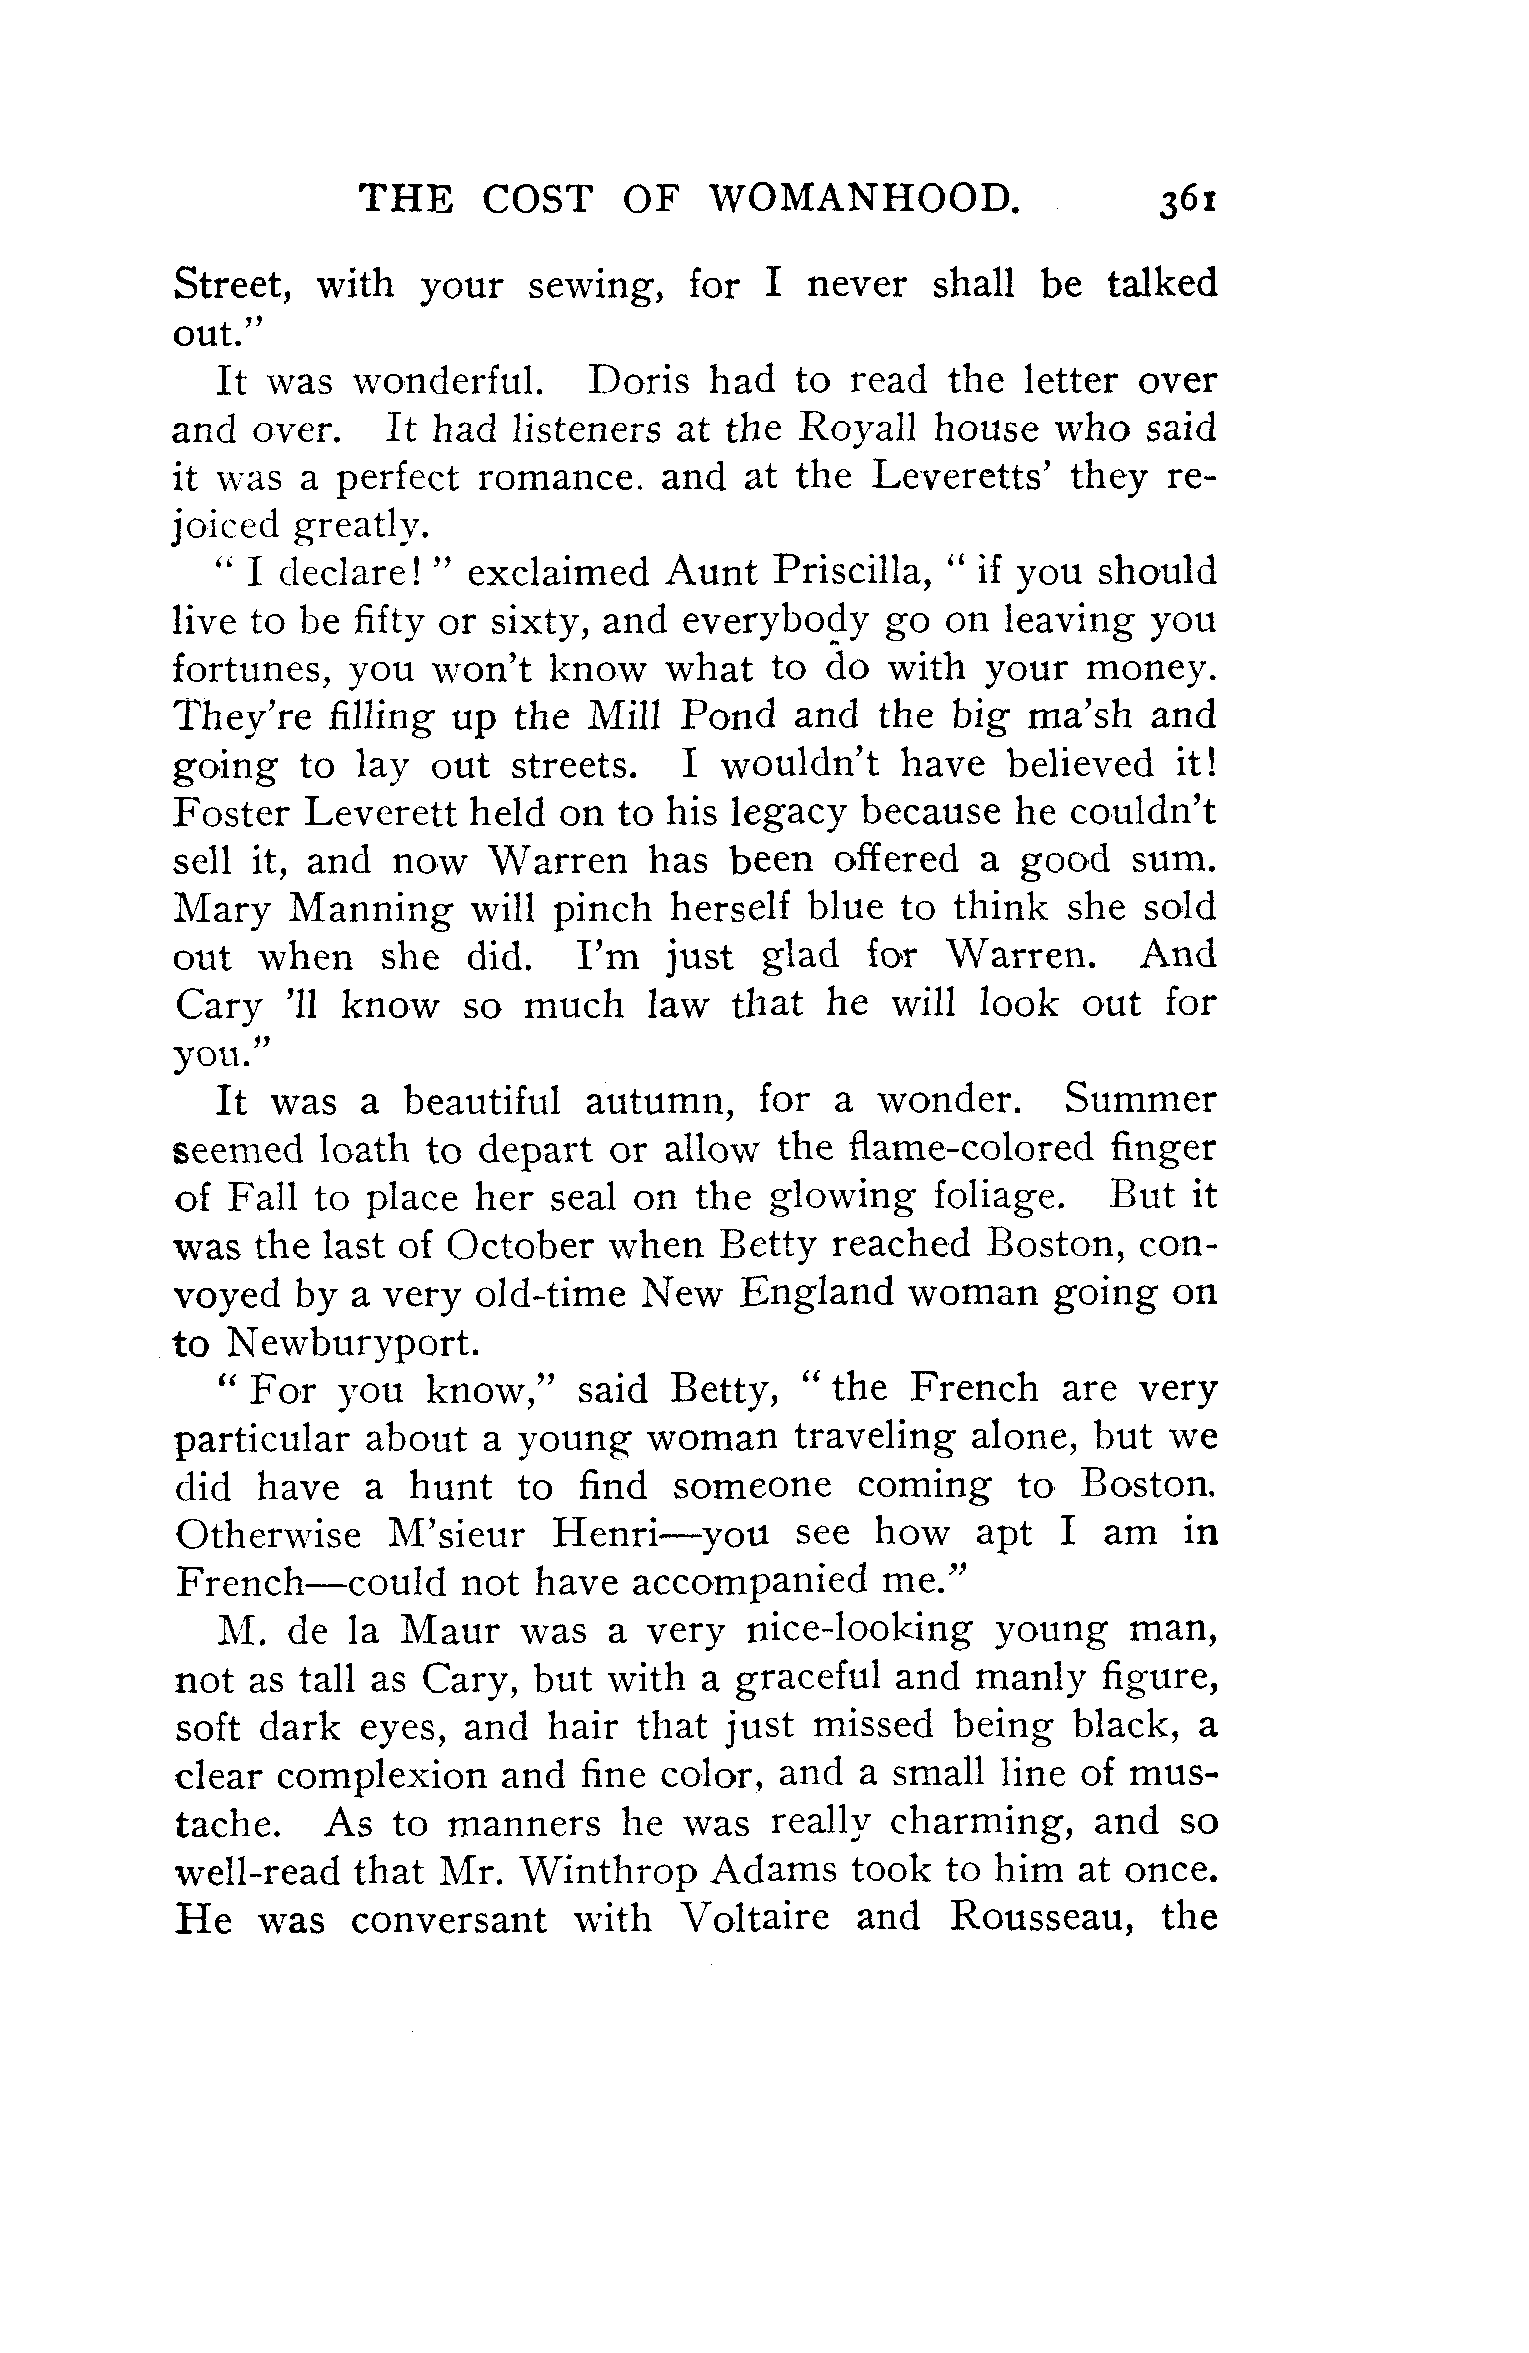 THE COST OF WOMANHOOD. 361
Street, with your sewing, for I never shall be talked
out."
It was wonderful. Doris had to read the letter over
and over. It had listeners at the Royall house who said
it was a perfect romance. and at the Leveretts' they re-
joiced greatly.
" I declare! " exclaimed Aunt Priscilla, " if you should
live to be fifty or sixty, and everybody go on leaving you
fortunes, you won't know what to do with your money.
They're filling up the Mill Pond and the big ma'sh and
going to lay out streets. I wouldn't have believed it!
Foster Leverett held on to his legacy because he couldn't
sell it, and now Warren has been offered a good sum.
Mary Manning will pinch herself blue to think she sold
out when she did. I'm just glad for Warren. And
Cary 'll know so much law that he will look out for
you."
It was a beautiful autumn, for a wonder. Summer
seemed loath to depart or allow the flame-colored finger
of Fall to place her seal on the glowing foliage. But it
was the last of October when Betty reached Boston, con-
voyed by a very old-time New England woman going on
to Newburyport.
" For you know," said Betty, " the French are very
particular about a young woman traveling alone, but we
did have a hunt to find someone coming to Boston.
Otherwise M'sieur Henri—you see how apt I am in
French—could not have accompanied me."
M. de la Maur was a very nice-looking young man,
not as tall as Cary, but with a graceful and manly figure,
soft dark eyes, and hair that just missed being black, a
clear complexion and fine color, and a small line of mus-
tache. As to manners he was really charming, and so
well-read that Mr. Winthrop Adams took to him at once.
He was conversant with Voltaire and Rousseau, the